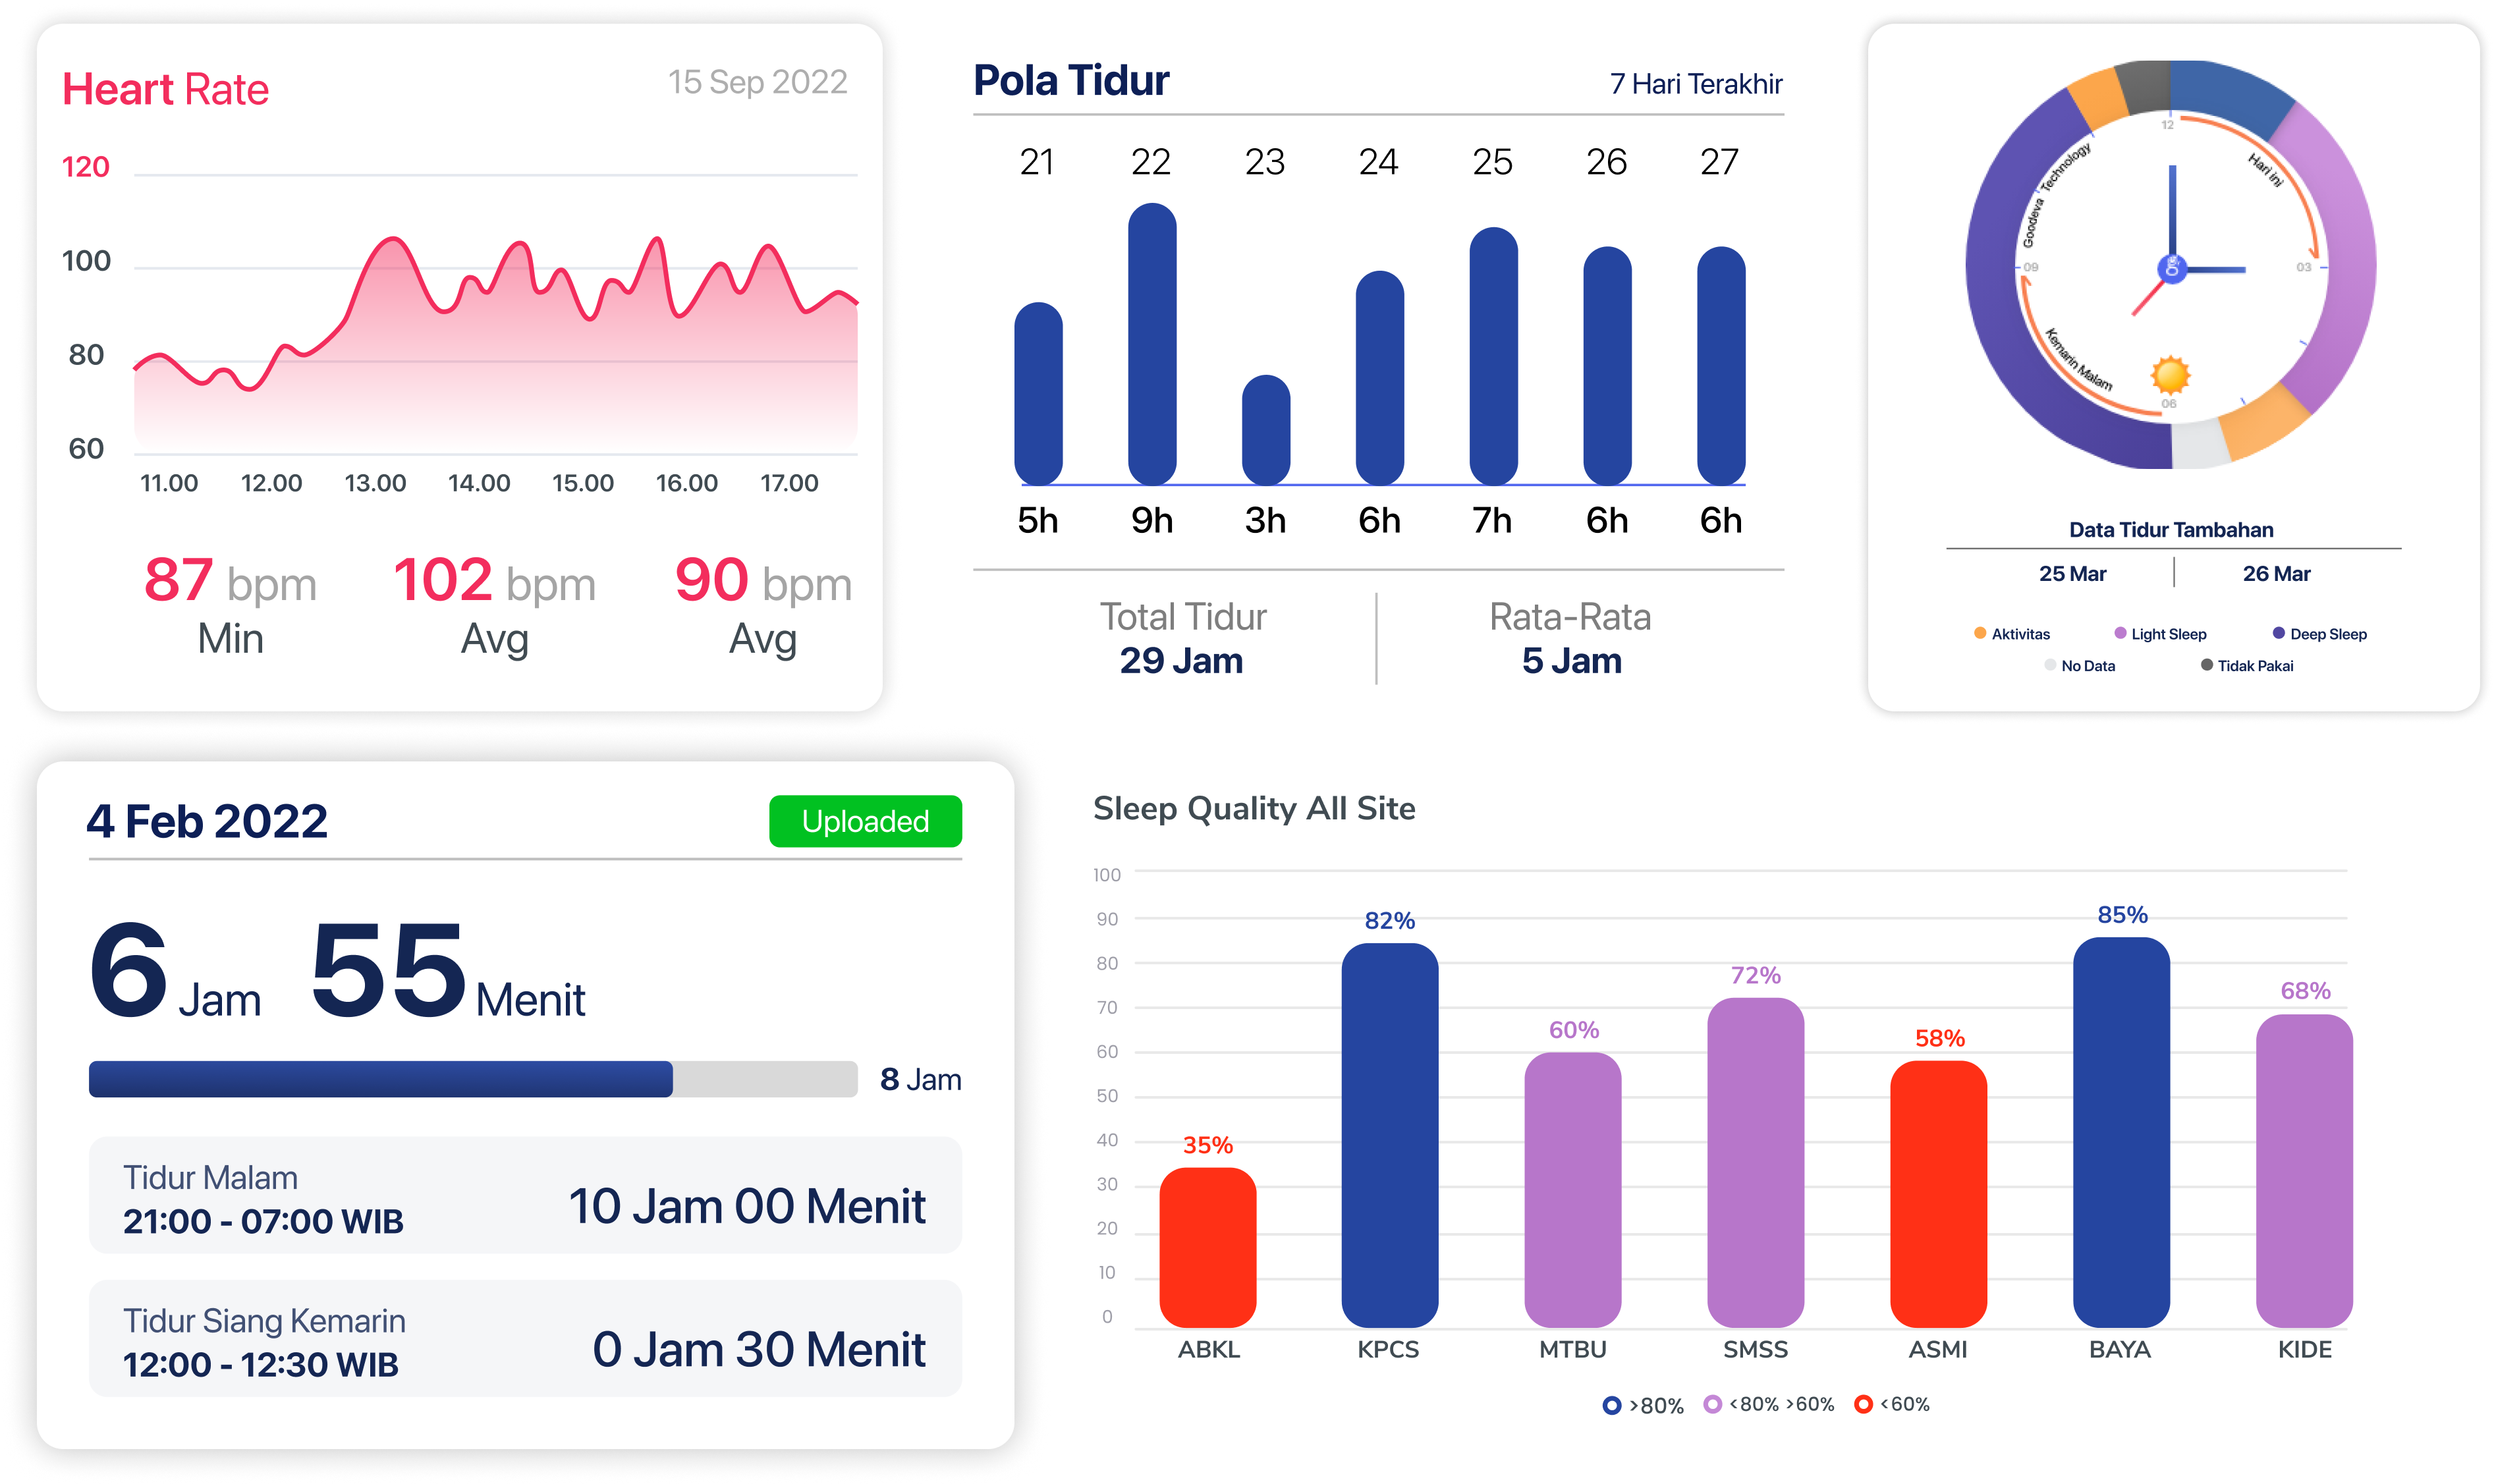 Heart Rate
15 Sep 2022
120
100
80
60
11.00 12.00 13.00 14.00 15.00 16.00 17.00
87 bpm 102 bpm 90 bpm
Min Avg Avg
Pola Tidur
7 Hari Terakhir
21 22 23 24 25 26 27
5h 9h 3h 6h 7h 6h 6h
Total Tidur Rata-Rata
29 Jam 5 Jam
12
Hari ini
Goodeva Technology
09
03
Kemarin Malam
06
Data Tidur Tambahan
25 Mar 26 Mar
Aktivitas Light Sleep Deep Sleep
No Data Tidak Pakai
4 Feb 2022
Uploaded
6 Jam 55 Menit
8 Jam
Tidur Malam
21:00 - 07:00 WIB
10 Jam 00 Menit
Tidur Siang Kemarin
12:00 - 12:30 WIB
0 Jam 30 Menit
Sleep Quality All Site
100
90
80
70
60
50
40
30
20
10
0
35% 82% 60% 72% 58% 85% 68%
ABKL KPCS MTBU SMSS ASMI BAYA KIDE
>80% <80% >60% <60%